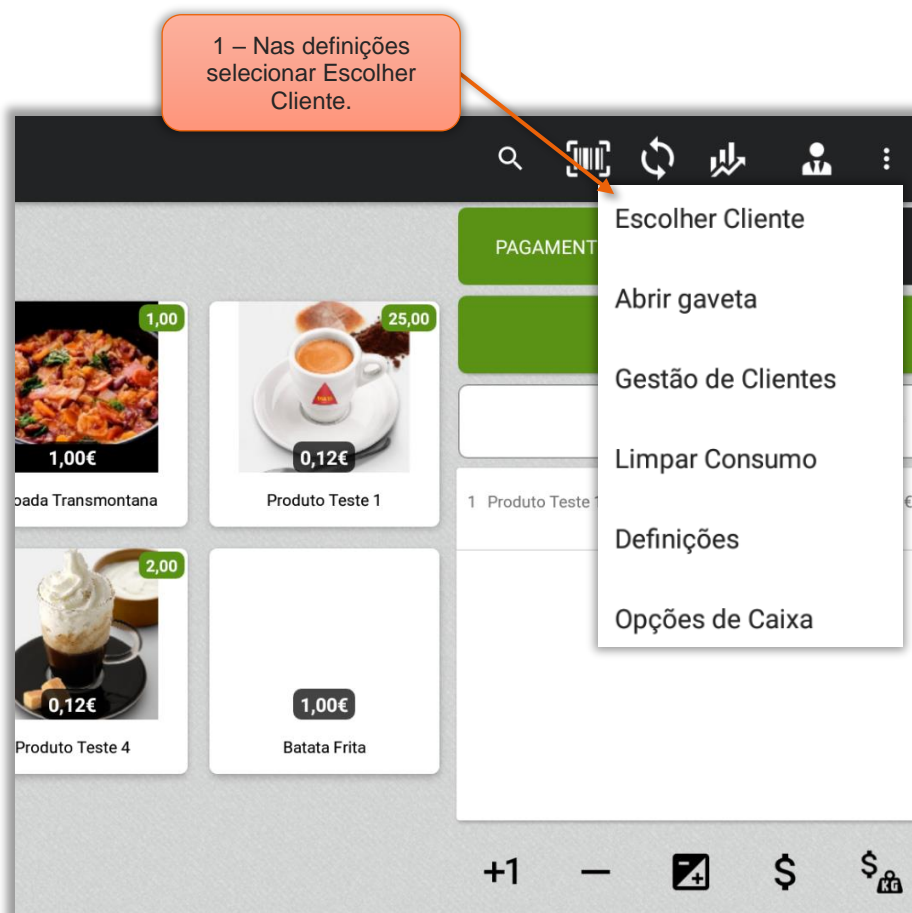 1 – Nas definições
selecionar Escolher
Cliente.
Escolher Cliente
PAGAMENT
Abrir gaveta
Gestão de Clientes
Limpar Consumo
Definições
Opções de Caixa
1,00
25,00
1,00€
0,12€
oada Transmontana
Produto Teste 1
1 Produto Teste 1
€
2,00
0,12€
1,00€
Produto Teste 4
Batata Frita
+1
$
$ KG